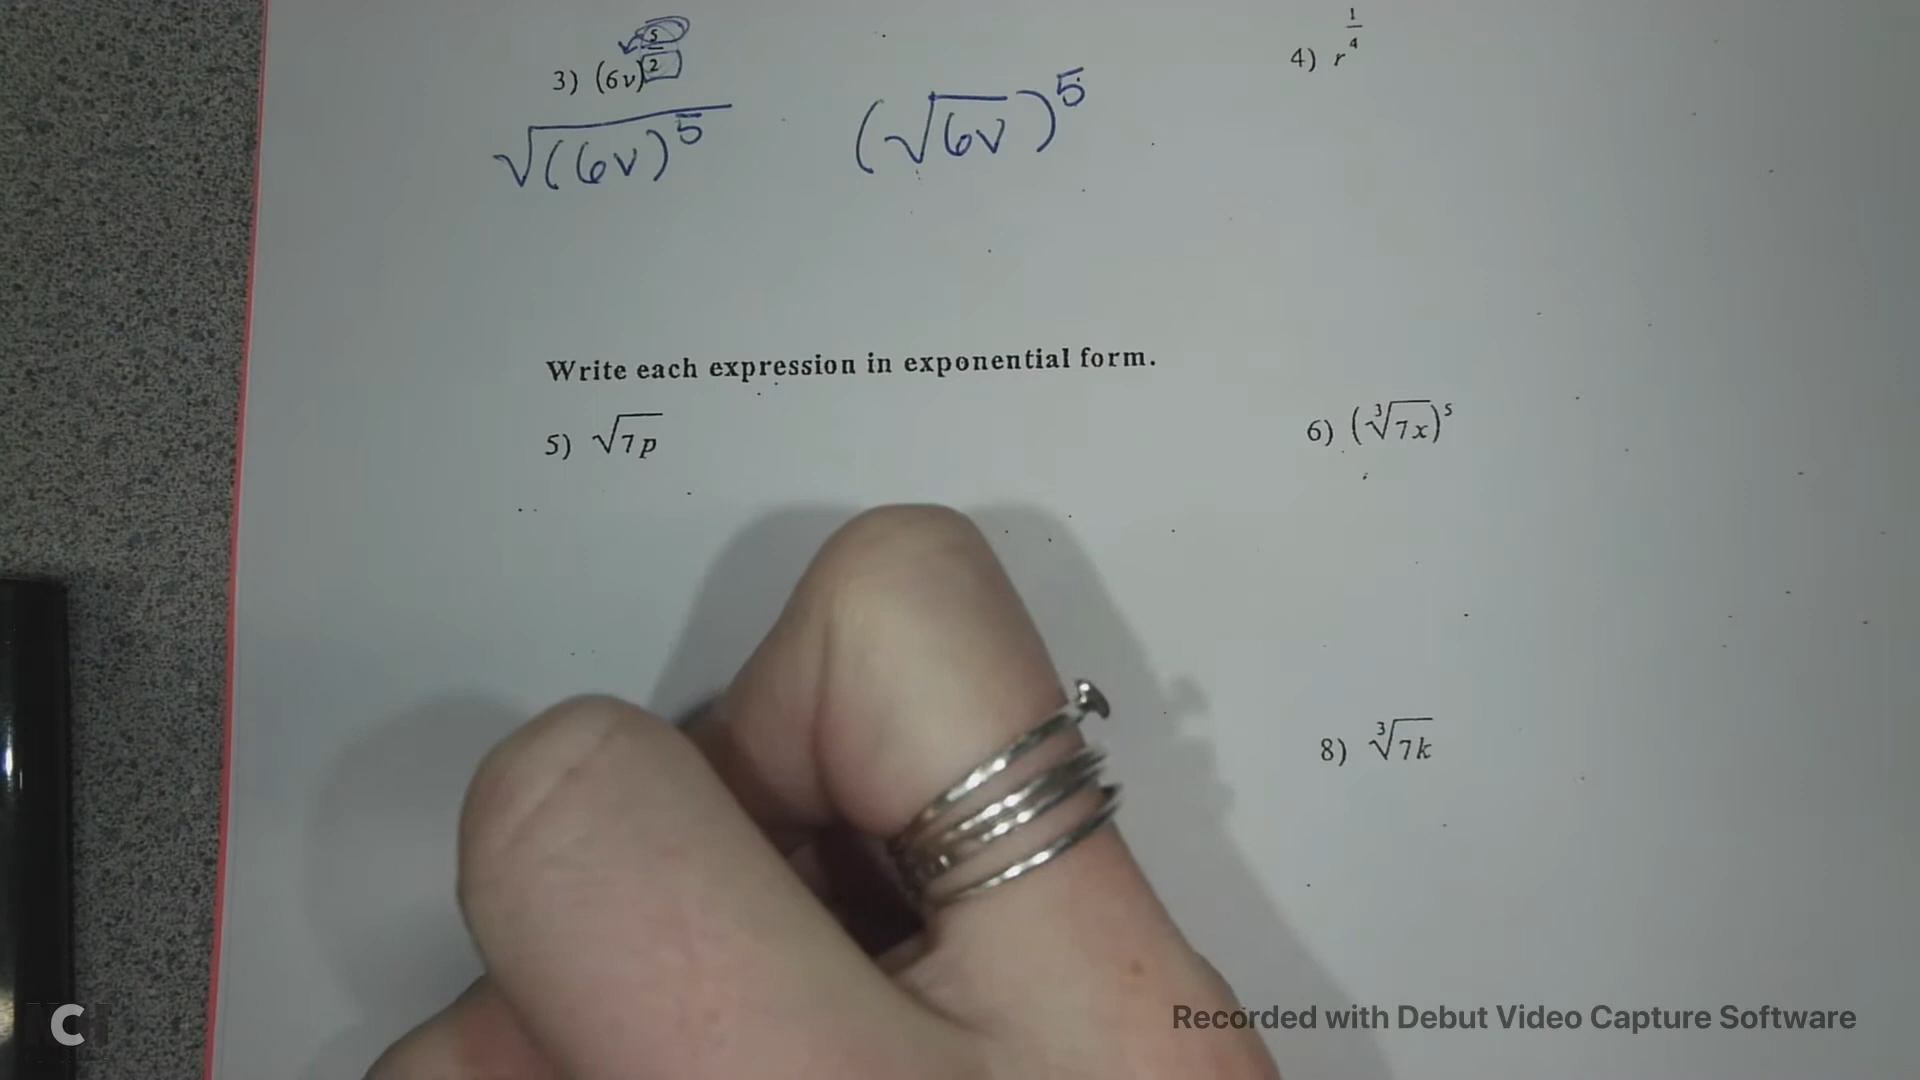 3) (6v)^(5/2)
4) r^(1/4)
√(6v)^5
(√6v)^5
Write each expression in exponential form.
5) √7p
6) (∛7x)^5
8) ∛7k
Recorded with Debut Video Capture Software